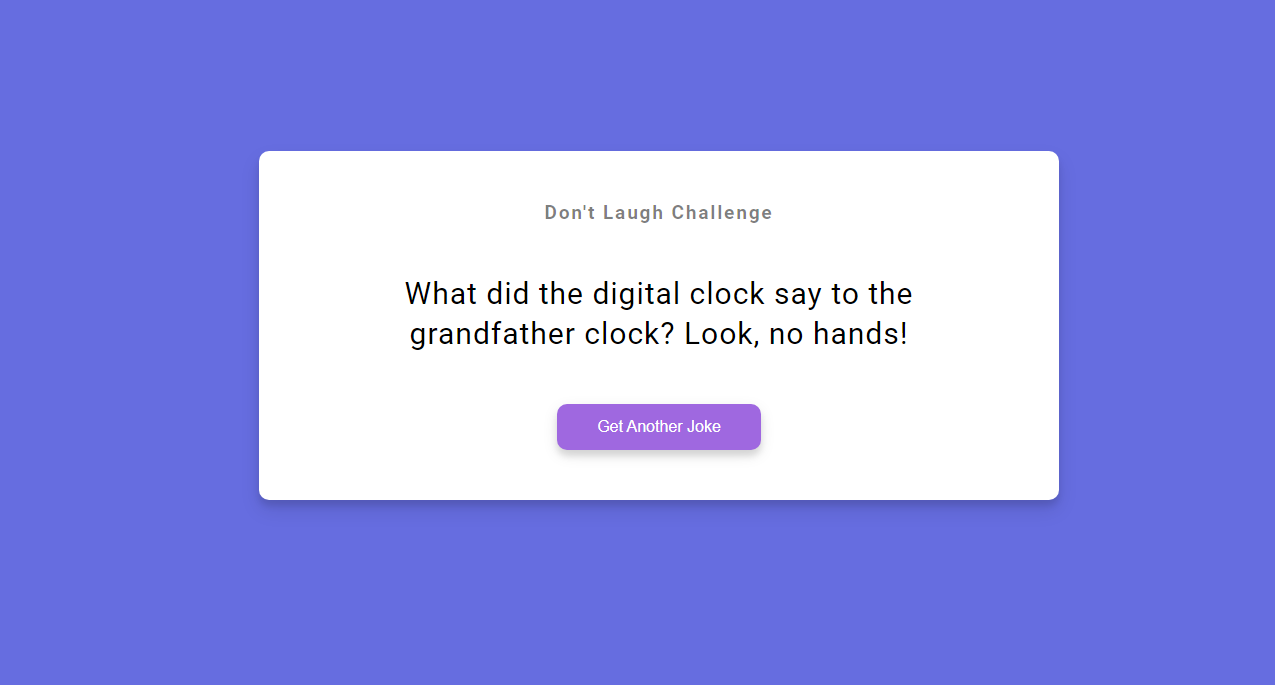 Don't Laugh Challenge
What did the digital clock say to the
grandfather clock? Look, no hands!
Get Another Joke